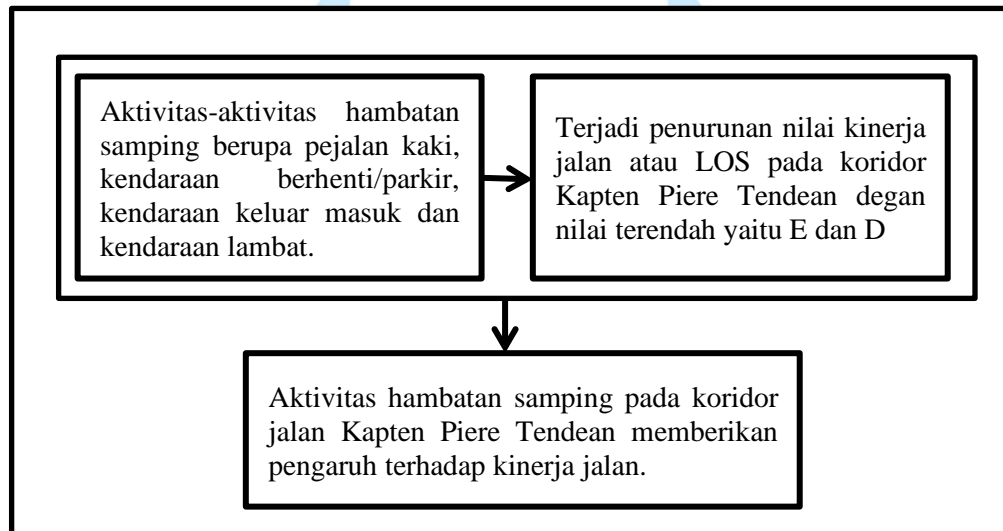 Aktivitas-aktivitas hambatan
samping berupa pejalan kaki,
kendaraan berhenti/parkir,
kendaraan keluar masuk dan
kendaraan lambat.
Terjadi penurunan nilai kinerja
jalan atau LOS pada koridor
Kapten Piere Tendean degan
nilai terendah yaitu E dan D
Aktivitas hambatan samping pada koridor
jalan Kapten Piere Tendean memberikan
pengaruh terhadap kinerja jalan.